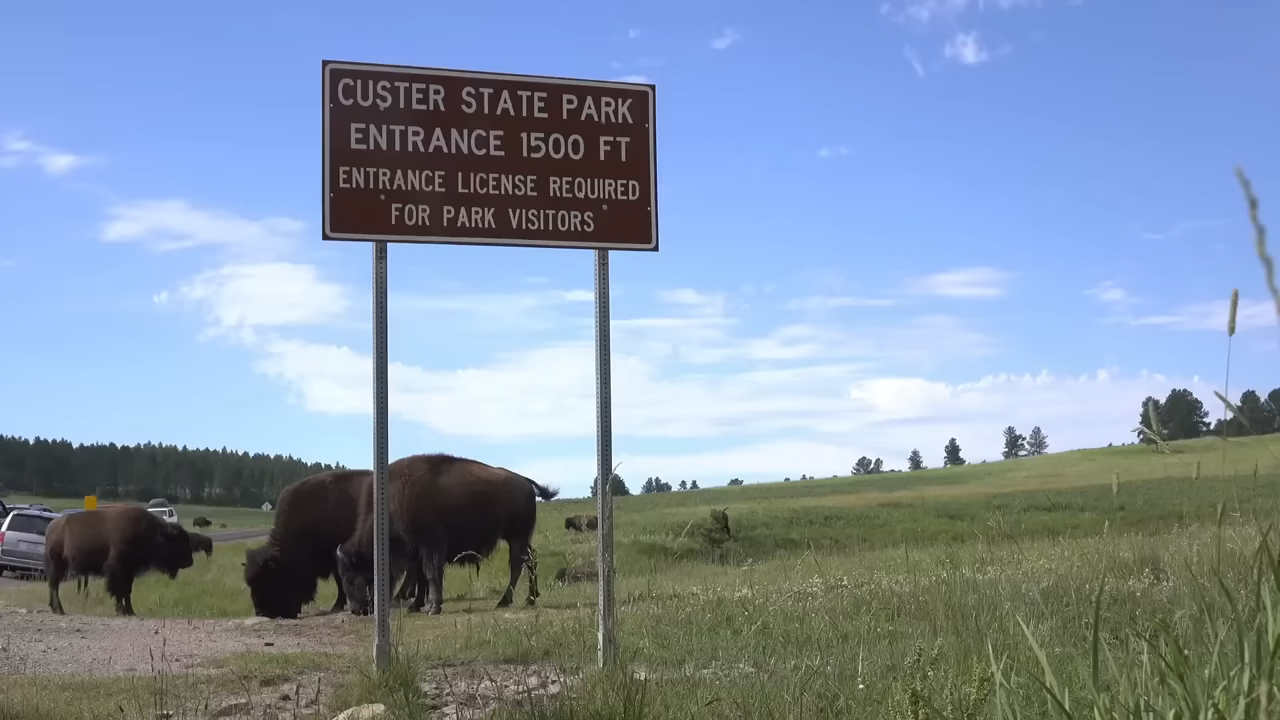 CUSTER STATE PARK
ENTRANCE 1500 FT
ENTRANCE LICENSE REQUIRED
FOR PARK VISITORS